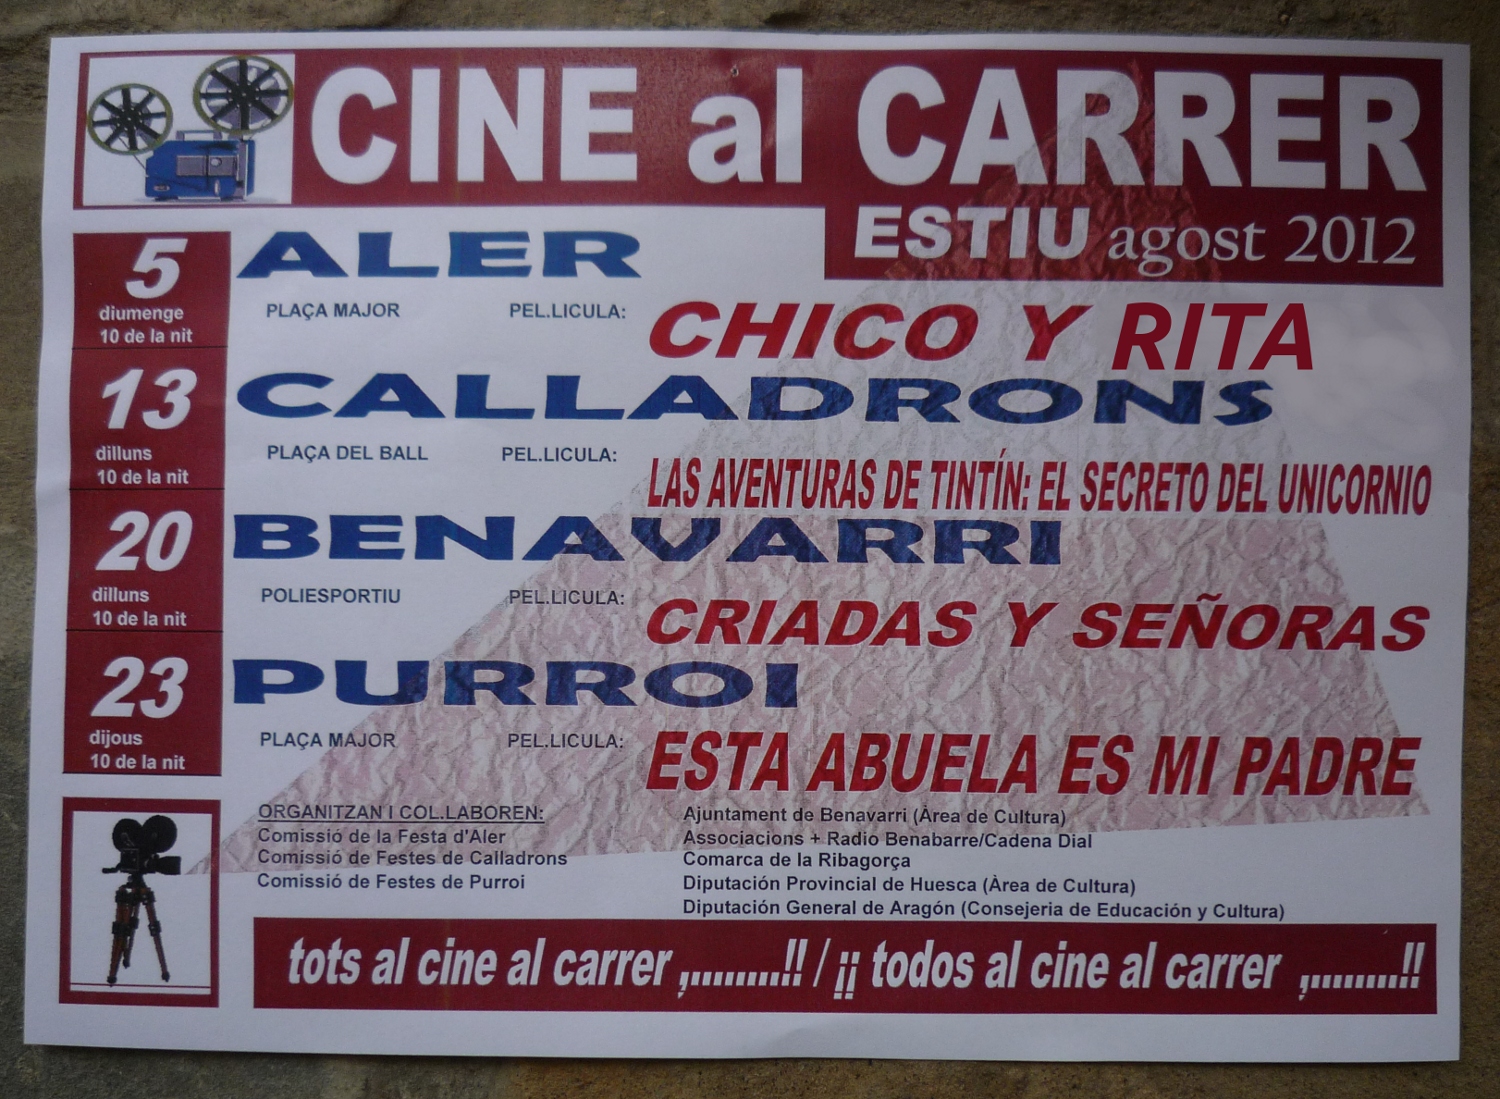 CINE al CARRER
ESTIU agost 2012
5 ALER
diumenge
10 de la nit
PLAÇA MAJOR PEL.LICULA: CHICO Y RITA
13 CALLADRONS
dilluns
10 de la nit
PLAÇA DEL BALL PEL.LICULA: LAS AVENTURAS DE TINTÍN: EL SECRETO DEL UNICORNIO
20 BENAVARRI
dilluns
10 de la nit
POLIESPORTIU PEL.LICULA: CRIADAS Y SEÑORAS
23 PURROI
dijous
10 de la nit
PLAÇA MAJOR PEL.LICULA: ESTA ABUELA ES MI PADRE
ORGANITZAN I COL.LABOREN:
Comissió de la Festa d'Aler
Comissió de Festes de Calladrons
Comissió de Festes de Purroi
Ajuntament de Benavarri (Àrea de Cultura)
Associacions + Radio Benabarre/Cadena Dial
Comarca de la Ribagorça
Diputación Provincial de Huesca (Àrea de Cultura)
Diputación General de Aragón (Consejeria de Educación y Cultura)
tots al cine al carrer ,.........!! / ¡¡ todos al cine al carrer ,.........!!